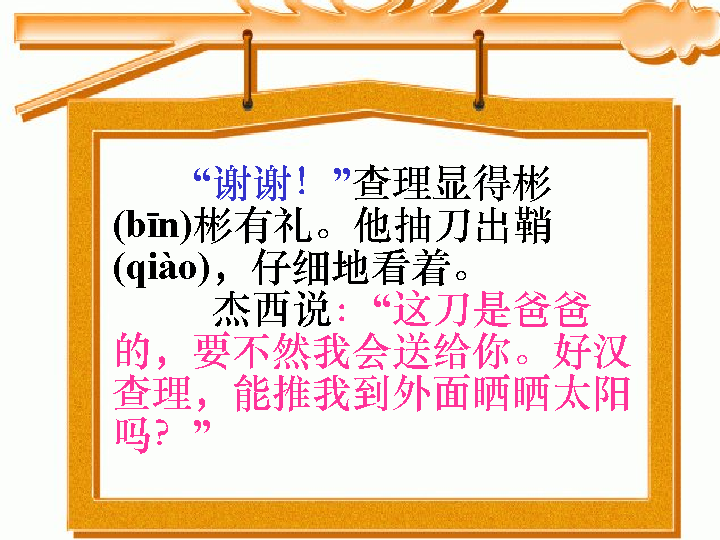 “谢谢！”查理显得彬
(bīn)彬有礼。他抽刀出鞘
(qiào)，仔细地看着。
杰西说：“这刀是爸爸
的，要不然我会送给你。好汉
查理，能推我到外面晒晒太阳
吗？”